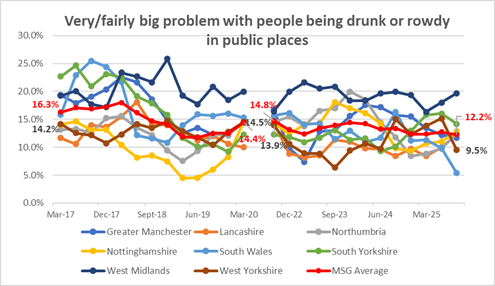 Very/fairly big problem with people being drunk or rowdy
in public places
30.0%
25.0%
20.0%
15.0%
10.0%
5.0%
0.0%
16.3%
14.2%
14.8%
14.5%
14.4%
13.9%
12.2%
9.5%
Mar-17 Dec-17 Sept-18 Jun-19 Mar-20 Dec-22 Sep-23 Jun-24 Mar-25
Greater Manchester Lancashire Northumbria
Nottinghamshire South Wales South Yorkshire
West Midlands West Yorkshire MSG Average